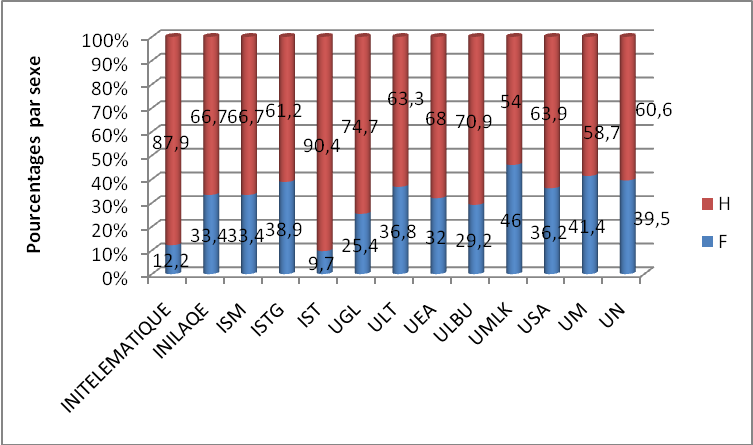 Pourcentages par sexe
100%
90%
80%
70%
60%
50%
40%
30%
20%
10%
0%
87,9 66,7 66,7 61,2 90,4 74,7 63,3 68 70,9 54 63,9 58,7 60,6
12,2 33,4 33,4 38,9 9,7 25,4 36,8 32 29,2 46 36,2 41,4 39,5
INITELEMATIQUE INILAQE ISM ISTG IST UGL ULT UEA ULBU UMLK USA UM UN
H
F